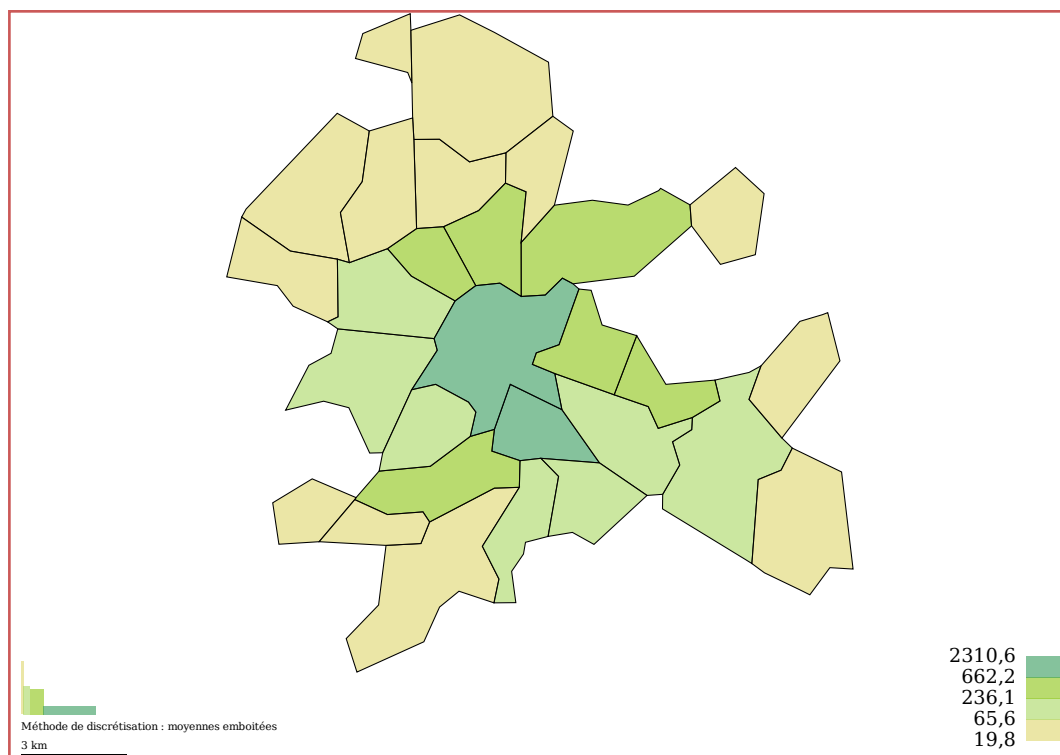 2310,6
662,2
236,1
65,6
19,8
Méthode de discrétisation : moyennes emboitées
3 km